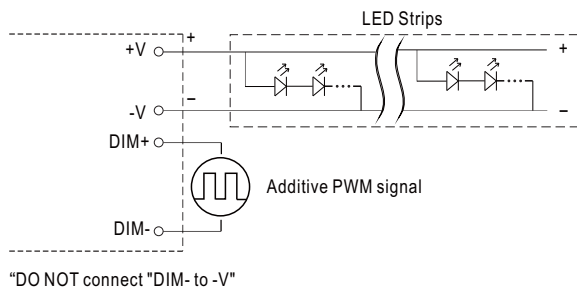 LED Strips
+V
+
+
-V
–
–
DIM+
Additive PWM signal
DIM-
“DO NOT connect "DIM- to -V"